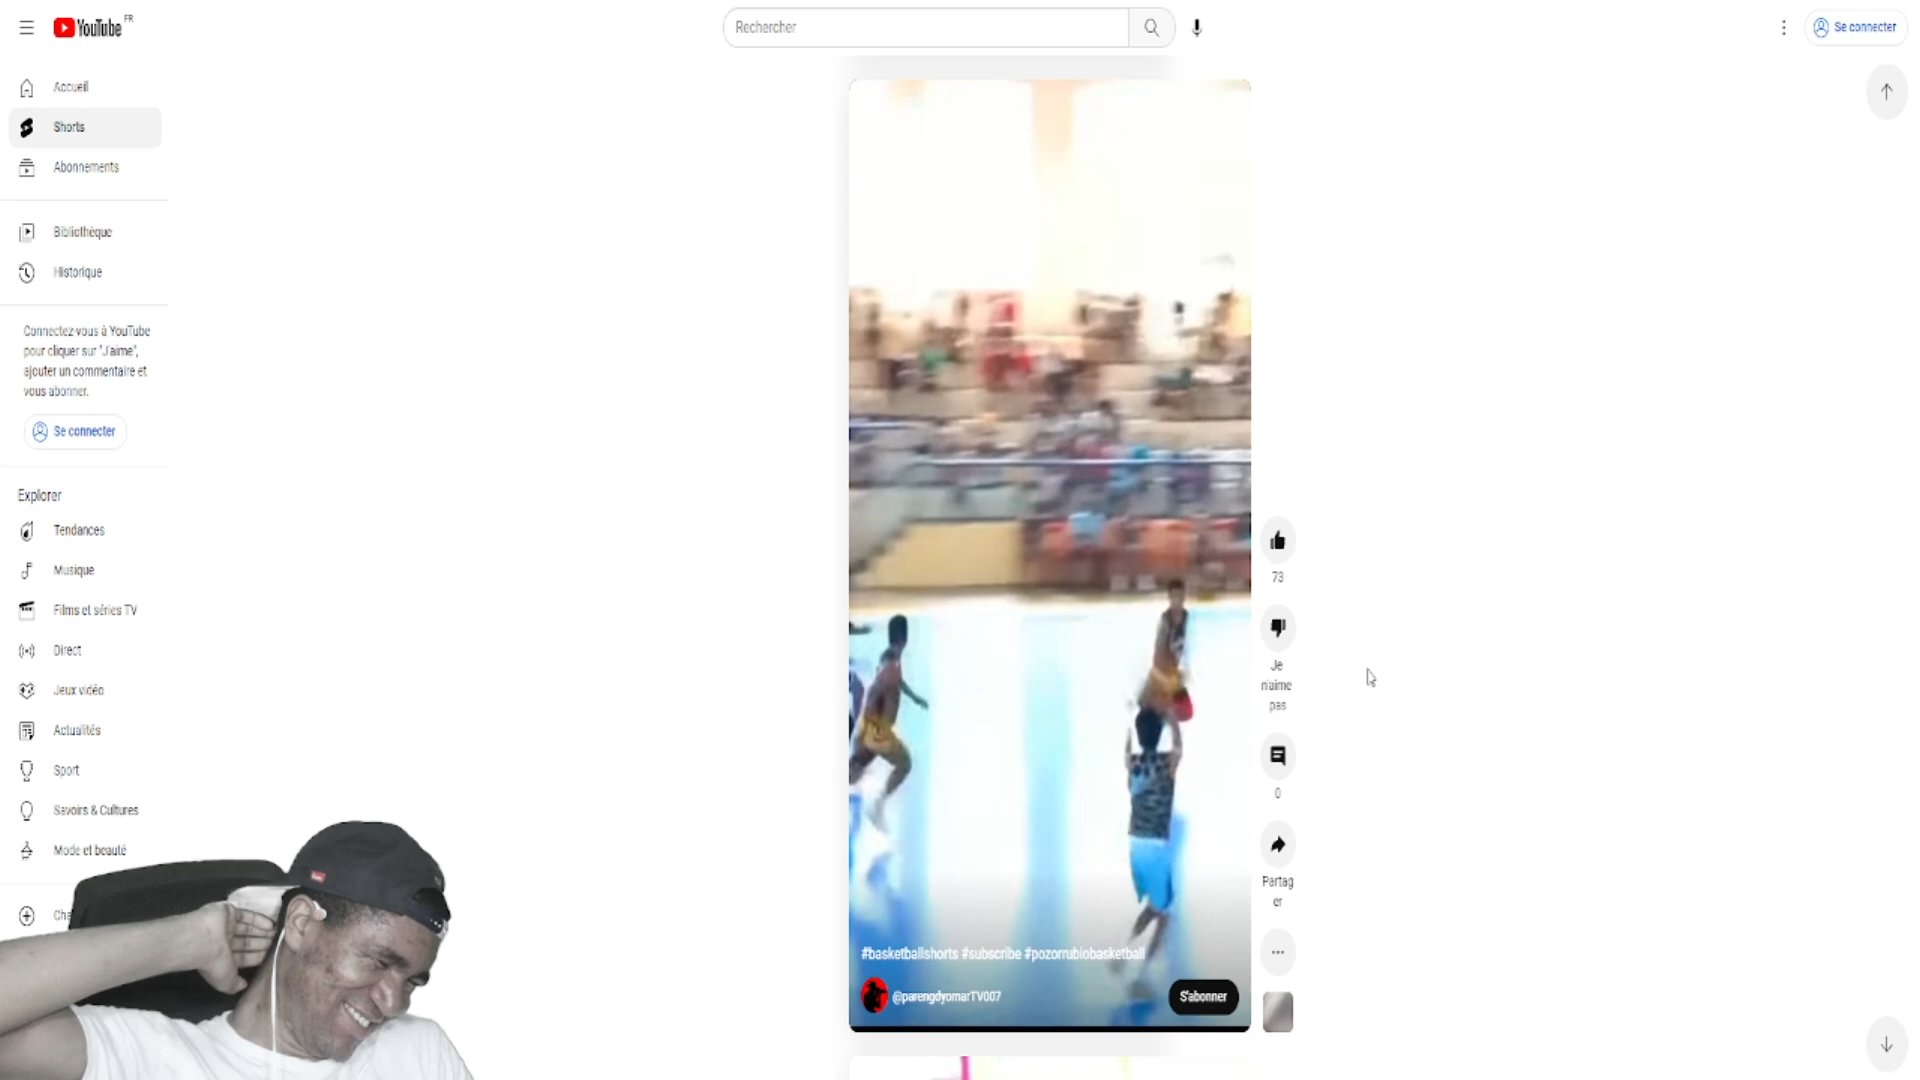 YouTube FR
Rechercher
Se connecter
Accueil
Shorts
Abonnements
Bibliothèque
Historique
Connectez-vous à YouTube
pour cliquer sur "J'aime",
ajouter un commentaire et
vous abonner.
Se connecter
Explorer
Tendances
Musique
Films et séries TV
Direct
Jeux vidéo
Actualités
Sport
Savoirs & Cultures
Mode et beauté
Cha
73
Je
n'aime
pas
0
Partag
er
#basketballshorts #subscribe #pozorrubiobasketball
@parengdyomarTV007
S'abonner